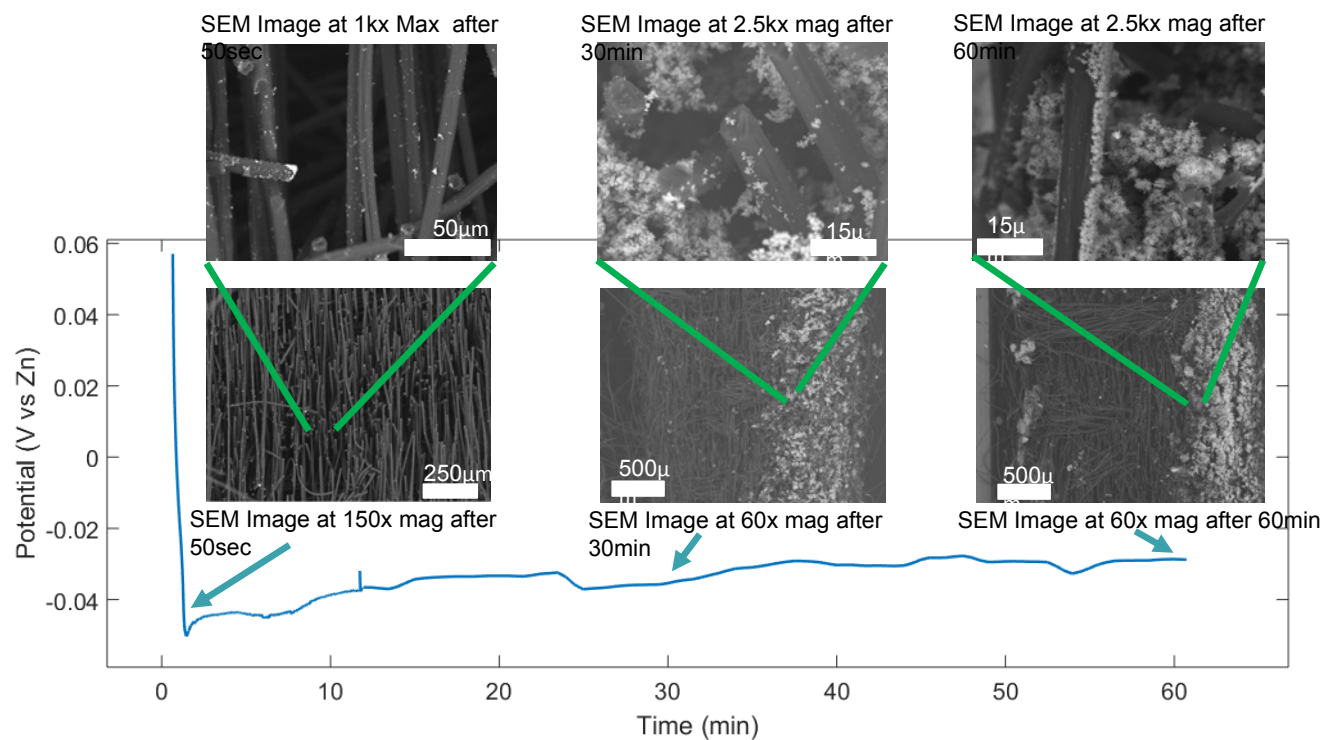 SEM Image at 1kx Max  after
50sec
SEM Image at 2.5kx mag after
30min
SEM Image at 2.5kx mag after
60min
50µm
15µ
m
15µ
m
250µm
500µ
m
500µ
m
SEM Image at 150x mag after
50sec
SEM Image at 60x mag after
30min
SEM Image at 60x mag after 60min
0.06
0.04
0.02
0
-0.02
-0.04
Potential (V vs Zn)
0 10 20 30 40 50 60
Time (min)